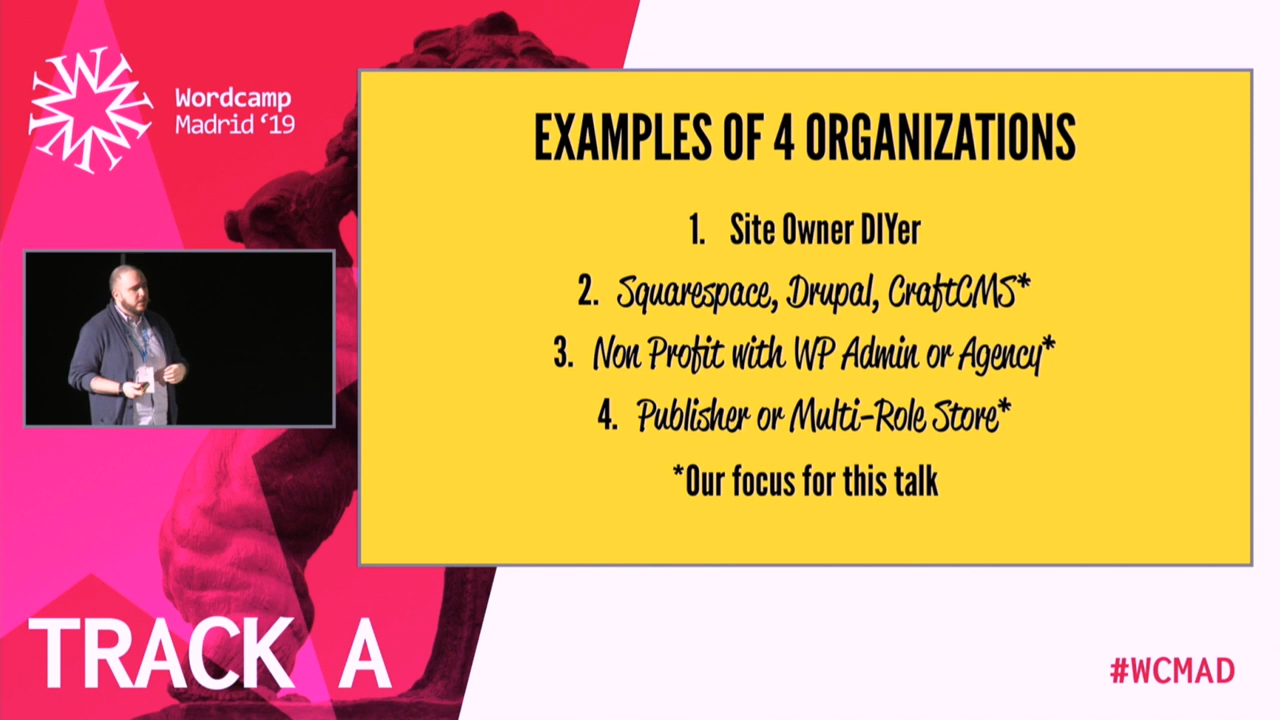 Wordcamp
Madrid ‘19
EXAMPLES OF 4 ORGANIZATIONS
1. Site Owner DIYer
2. Squarespace, Drupal, CraftCMS*
3. Non Profit with WP Admin or Agency*
4. Publisher or Multi-Role Store*
*Our focus for this talk
TRACK A
#WCMAD